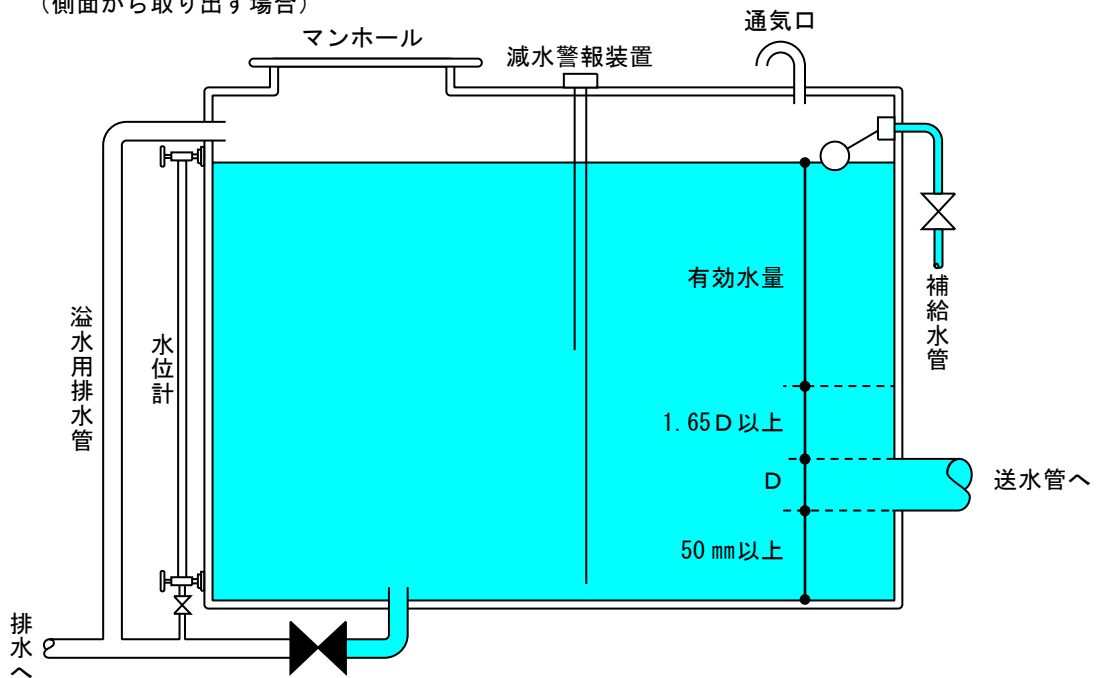 （側面から取り出す場合）
マンホール
減水警報装置
通気口
有効水量
補給水管
溢水用排水管
水位計
1.65D以上
D
送水管へ
50㎜以上
排水へ